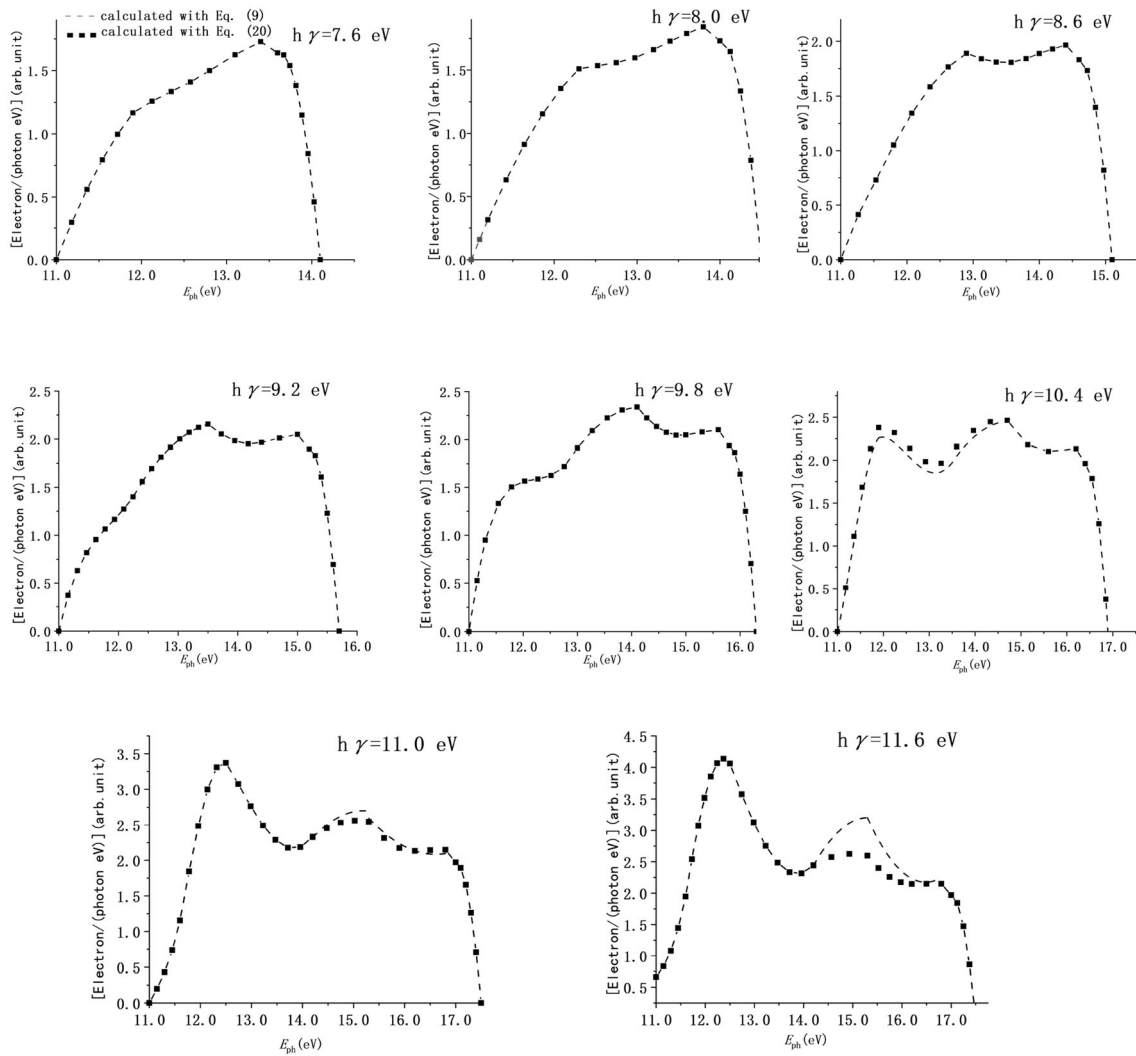 calculated with Eq. (9)
calculated with Eq. (20)
h γ=7.6 eV
[Electron/(photon eV)](arb.unit)
1.5
1.0
0.5
0.0
11.0 12.0 13.0 14.0
Eph(eV)
h γ=8.0 eV
[Electron/(photon eV)](arb.unit)
1.5
1.0
0.5
0.0
11.0 12.0 13.0 14.0
Eph(eV)
h γ=8.6 eV
[Electron/(photon eV)](arb.unit)
2.0
1.5
1.0
0.5
0.0
11.0 12.0 13.0 14.0 15.0
Eph(eV)
h γ=9.2 eV
[Electron/(photon eV)](arb.unit)
2.5
2.0
1.5
1.0
0.5
0.0
11.0 12.0 13.0 14.0 15.0 16.0
Eph(eV)
h γ=9.8 eV
[Electron/(photon eV)](arb.unit)
2.5
2.0
1.5
1.0
0.5
0.0
11.0 12.0 13.0 14.0 15.0 16.0
Eph(eV)
h γ=10.4 eV
[Electron/(photon eV)](arb.unit)
2.5
2.0
1.5
1.0
0.5
0.0
11.0 12.0 13.0 14.0 15.0 16.0 17.0
Eph(eV)
h γ=11.0 eV
[Electron/(photon eV)](arb.unit)
3.5
3.0
2.5
2.0
1.5
1.0
0.5
0.0
11.0 12.0 13.0 14.0 15.0 16.0 17.0
Eph(eV)
h γ=11.6 eV
[Electron/(photon eV)](arb.unit)
4.5
4.0
3.5
3.0
2.5
2.0
1.5
1.0
0.5
11.0 12.0 13.0 14.0 15.0 16.0 17.0
Eph(eV)